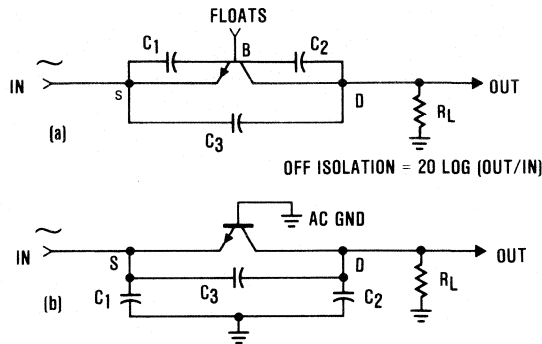 FLOATS
C1
B
C2
IN
S
D
OUT
RL
(a)
C3
OFF ISOLATION = 20 LOG (OUT/IN)
AC GND
IN
S
D
OUT
C3
RL
(b)
C1
C2